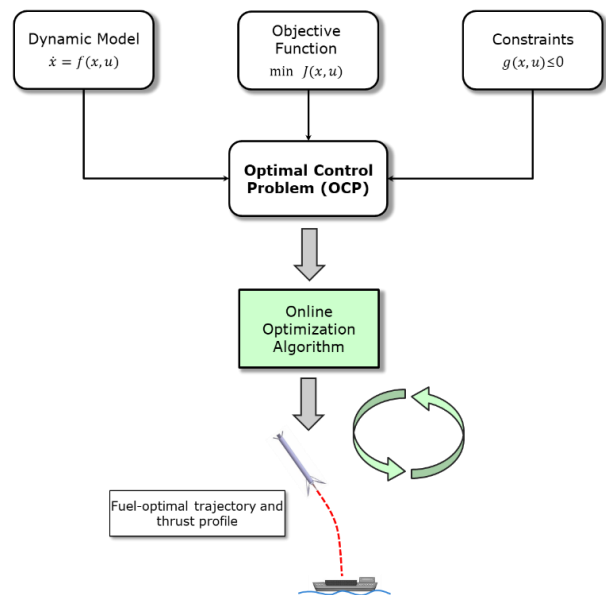 Dynamic Model
ẋ = f(x, u)
Objective
Function
min J(x, u)
Constraints
g(x, u) ≤ 0
Optimal Control
Problem (OCP)
Online
Optimization
Algorithm
Fuel-optimal trajectory and
thrust profile